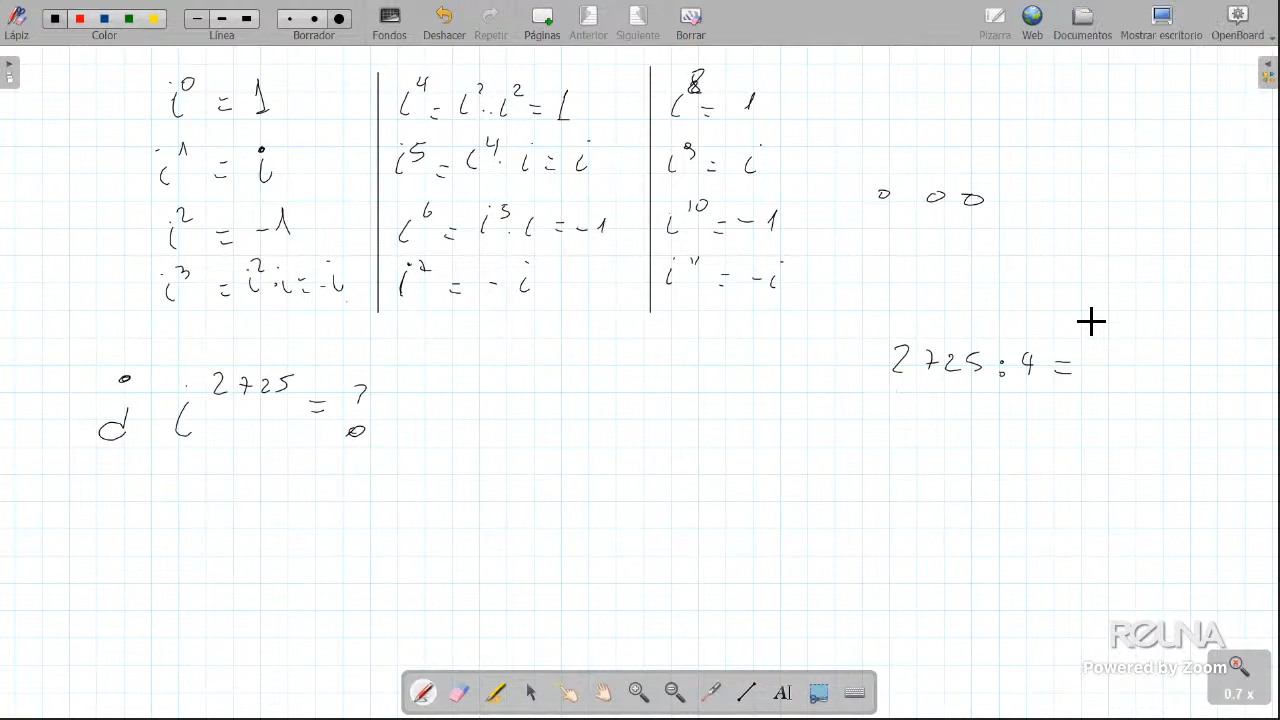 Lápiz Color Línea Borrador Fondos Deshacer Repetir Páginas Anterior Siguiente Borrar Pizarra Web Documentos Mostrar escritorio OpenBoard
i⁰ = 1
i¹ = i
i² = -1
i³ = i²·i = -i
i⁴ = i²·i² = 1
i⁵ = i⁴·i = i
i⁶ = i⁵·i = -1
i⁷ = -i
i⁸ = 1
i⁹ = i
i¹⁰ = -1
i¹¹ = -i
2725 : 4 =
¿ i²⁷²⁵ = ?
REUNA
Powered by Zoom
0.7 x